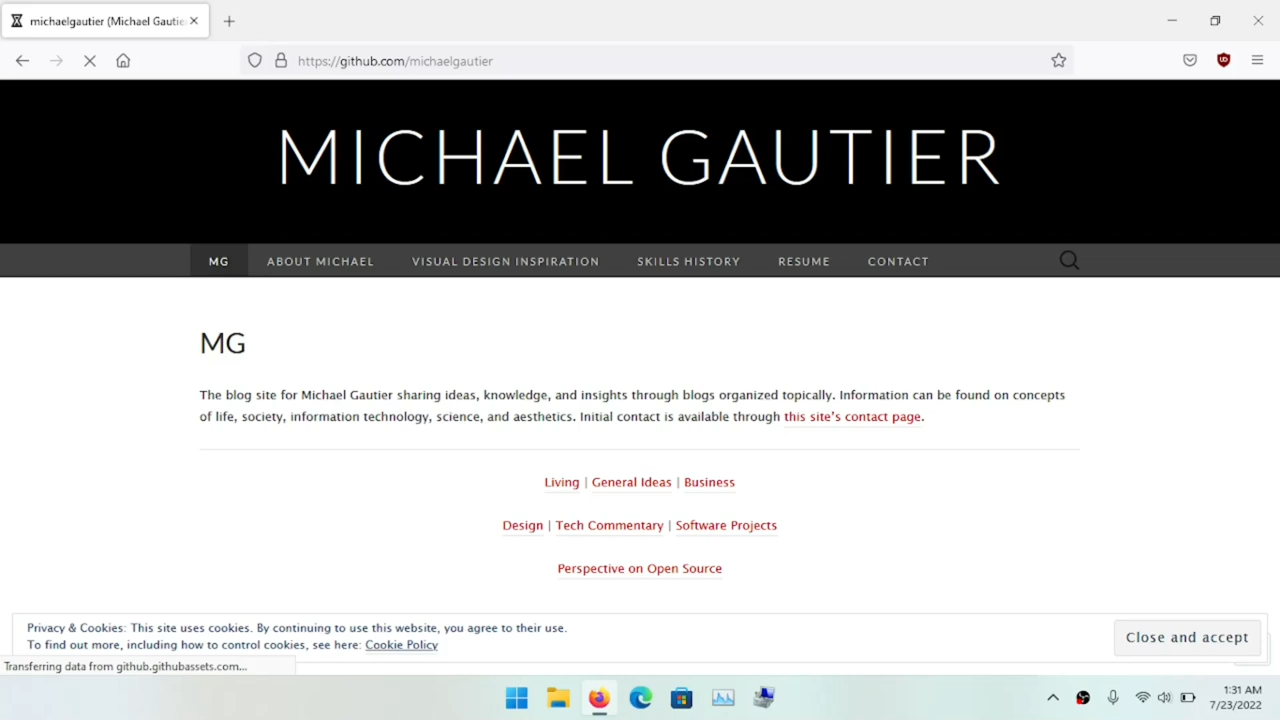 michaelgautier (Michael Gautie
https://github.com/michaelgautier
MICHAEL GAUTIER
MG ABOUT MICHAEL VISUAL DESIGN INSPIRATION SKILLS HISTORY RESUME CONTACT
MG
The blog site for Michael Gautier sharing ideas, knowledge, and insights through blogs organized topically. Information can be found on concepts
of life, society, information technology, science, and aesthetics. Initial contact is available through this site's contact page.
Living | General Ideas | Business
Design | Tech Commentary | Software Projects
Perspective on Open Source
Privacy & Cookies: This site uses cookies. By continuing to use this website, you agree to their use.
To find out more, including how to control cookies, see here: Cookie Policy
Close and accept
Transferring data from github.githubassets.com...
1:31 AM
7/23/2022